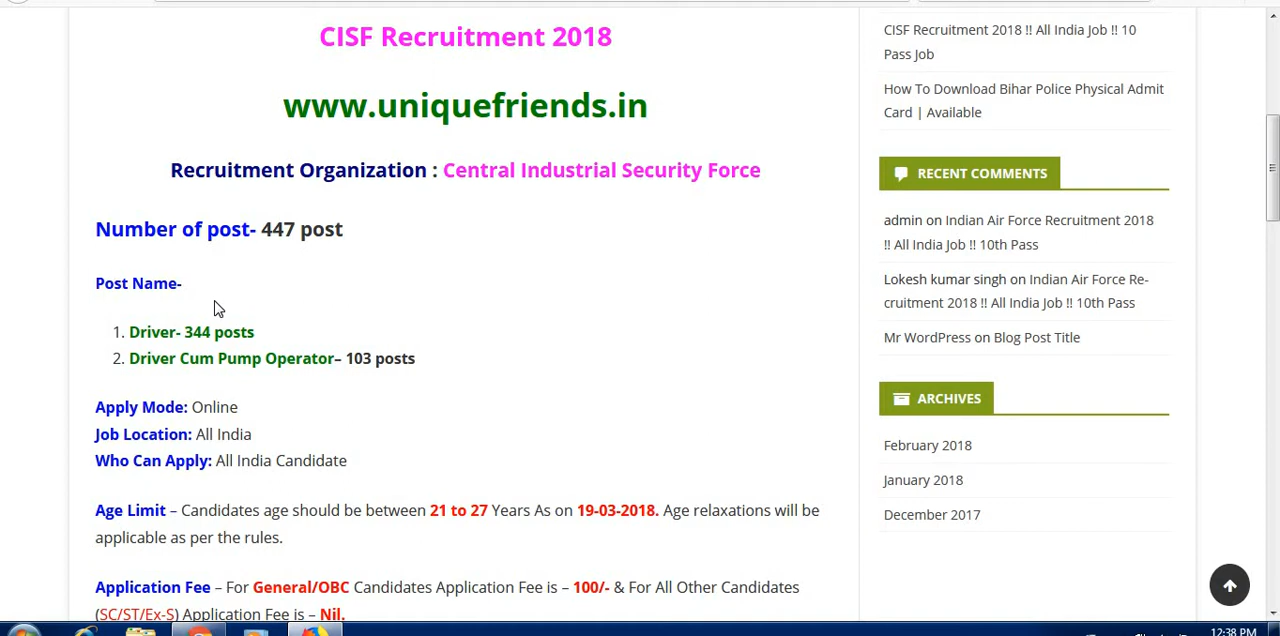 CISF Recruitment 2018
www.uniquefriends.in
Recruitment Organization : Central Industrial Security Force
Number of post- 447 post
Post Name-
1. Driver- 344 posts
2. Driver Cum Pump Operator– 103 posts
Apply Mode: Online
Job Location: All India
Who Can Apply: All India Candidate
Age Limit – Candidates age should be between 21 to 27 Years As on 19-03-2018. Age relaxations will be
applicable as per the rules.
Application Fee – For General/OBC Candidates Application Fee is – 100/- & For All Other Candidates
(SC/ST/Ex-S) Application Fee is – Nil.
CISF Recruitment 2018 !! All India Job !! 10
Pass Job
How To Download Bihar Police Physical Admit
Card | Available
RECENT COMMENTS
admin on Indian Air Force Recruitment 2018
!! All India Job !! 10th Pass
Lokesh kumar singh on Indian Air Force Re-
cruitment 2018 !! All India Job !! 10th Pass
Mr WordPress on Blog Post Title
ARCHIVES
February 2018
January 2018
December 2017
12:38 PM